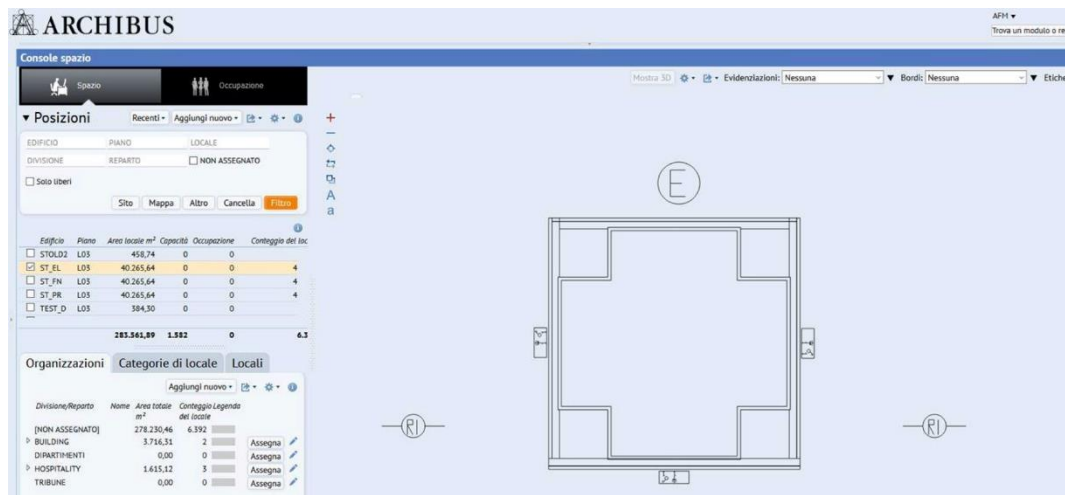 ARCHIBUS
AFM
Trova un modulo o re
Console spazio
Spazio
Occupazione
Mostra 3D Evidenziazioni: Nessuna Bordi: Nessuna Etiche
Posizioni Recenti Aggiungi nuovo
EDIFICIO PIANO LOCALE
DIVISIONE REPARTO NON ASSEGNATO
Solo liberi
Sito Mappa Altro Cancella Filtro
A
a
Edificio Piano Area locale m² Capacità Occupazione Conteggio del loc
STOLD2 L03 458,74 0 0
ST_EL L03 40.265,64 0 0 4
ST_FN L03 40.265,64 0 0 4
ST_PR L03 40.265,64 0 0 4
TEST_D L03 384,30 0 0
283.561,89 1.582 0 6.3
Organizzazioni Categorie di locale Locali
Aggiungi nuovo
Divisione/Reparto Nome Area totale m² Conteggio del locale Legenda
[NON ASSEGNATO] 278.230,46 6.392
BUILDING 3.716,31 2 Assegna
DIPARTIMENTI 0,00 0 Assegna
HOSPITALITY 1.615,12 3 Assegna
TRIBUNE 0,00 0 Assegna
E
R1
R1